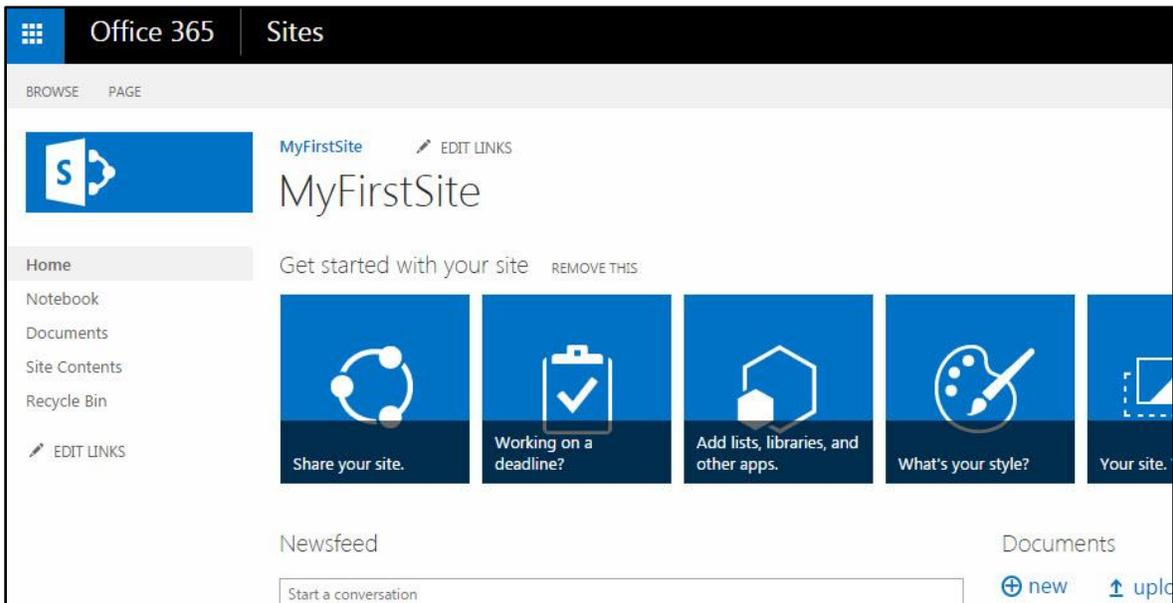 Office 365
Sites
BROWSE
PAGE
S
MyFirstSite
EDIT LINKS
MyFirstSite
Home
Notebook
Documents
Site Contents
Recycle Bin
EDIT LINKS
Get started with your site
REMOVE THIS
Share your site.
Working on a
deadline?
Add lists, libraries, and
other apps.
What's your style?
Your site.
Newsfeed
Start a conversation
Documents
new